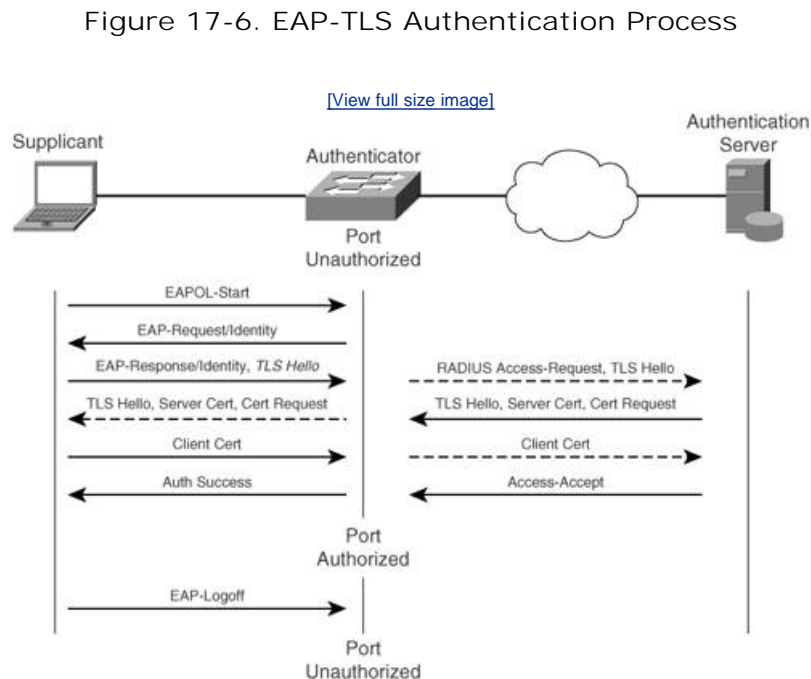 Figure 17-6. EAP-TLS Authentication Process
[View full size image]
Supplicant
Authenticator
Authentication
Server
Port
Unauthorized
EAPOL-Start
EAP-Request/Identity
EAP-Response/Identity, TLS Hello
RADIUS Access-Request, TLS Hello
TLS Hello, Server Cert, Cert Request
TLS Hello, Server Cert, Cert Request
Client Cert
Client Cert
Auth Success
Access-Accept
Port
Authorized
EAP-Logoff
Port
Unauthorized